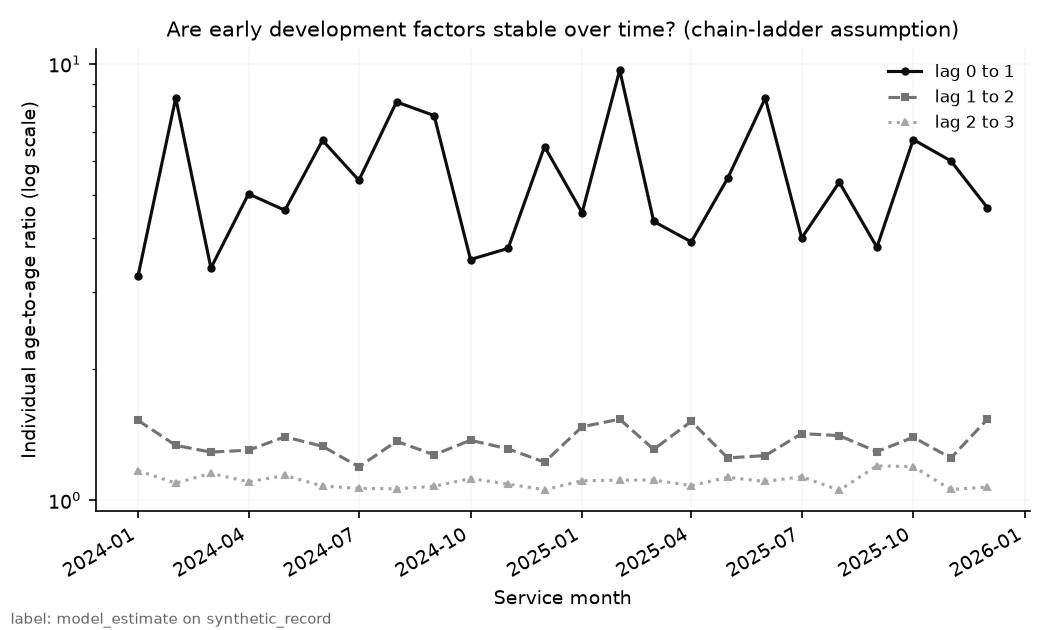 Are early development factors stable over time? (chain-ladder assumption)
Individual age-to-age ratio (log scale)
10¹
10⁰
lag 0 to 1
lag 1 to 2
lag 2 to 3
2024-01
2024-04
2024-07
2024-10
2025-01
2025-04
2025-07
2025-10
2026-01
Service month
label: model_estimate on synthetic_record